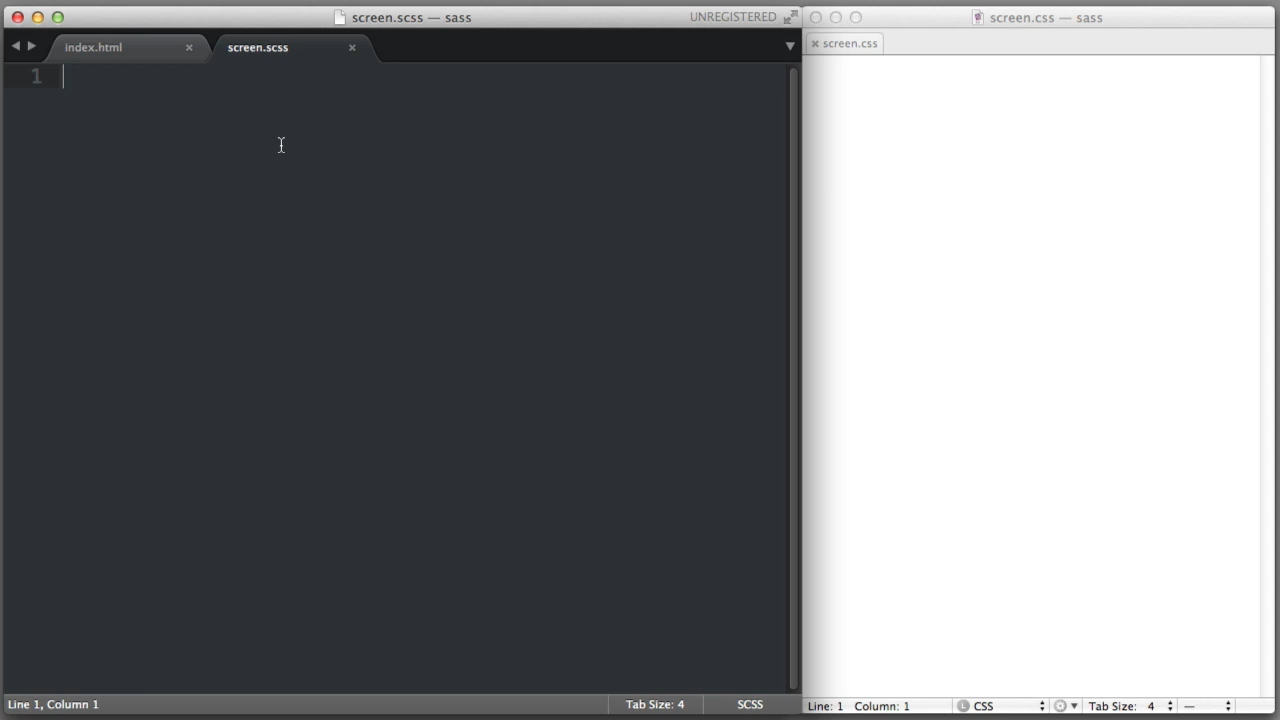 screen.scss — sass
UNREGISTERED
index.html
screen.scss
1
Line 1, Column 1
Tab Size: 4
SCSS
screen.css — sass
screen.css
Line: 1 Column: 1
CSS
Tab Size: 4
—